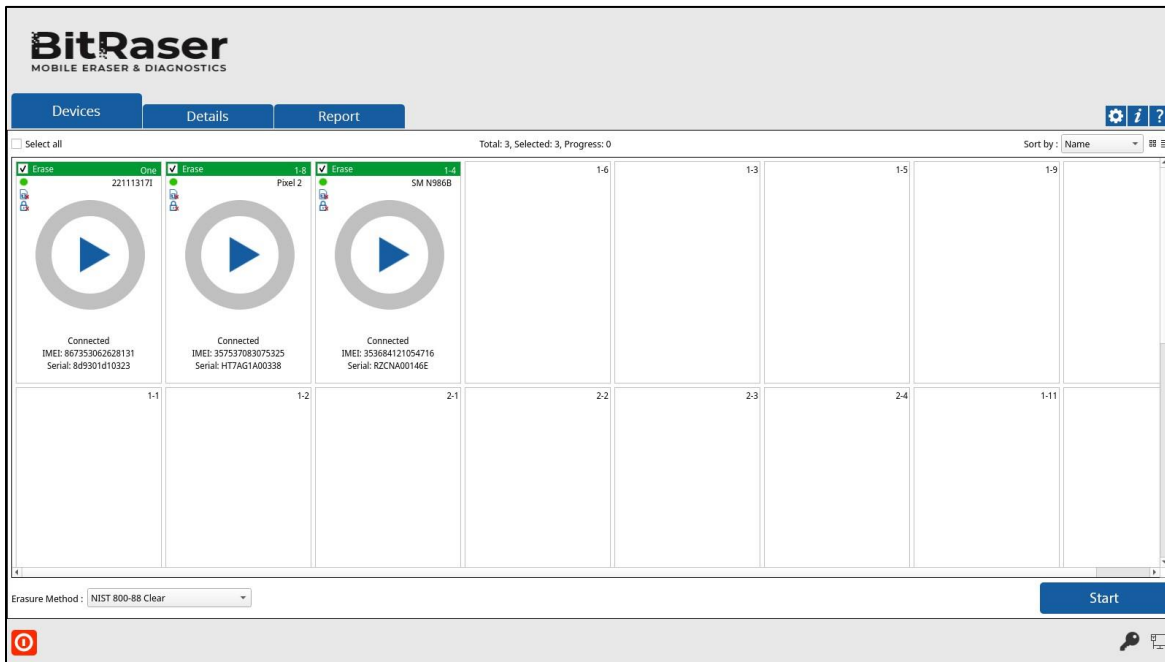 BitRaser
MOBILE ERASER & DIAGNOSTICS
Devices
Details
Report
i
?
Select all
Total: 3, Selected: 3, Progress: 0
Sort by : Name
Erase One
22111317I
Connected
IMEI: 867353062628131
Serial: 8d9301d10323
Erase 1-8
Pixel 2
Connected
IMEI: 357537083075325
Serial: HT7AG1A00338
Erase 1-4
SM N986B
Connected
IMEI: 353684121054716
Serial: RZCNA00146E
1-6
1-3
1-5
1-9
1-1
1-2
2-1
2-2
2-3
2-4
1-11
Erasure Method : NIST 800-88 Clear
Start